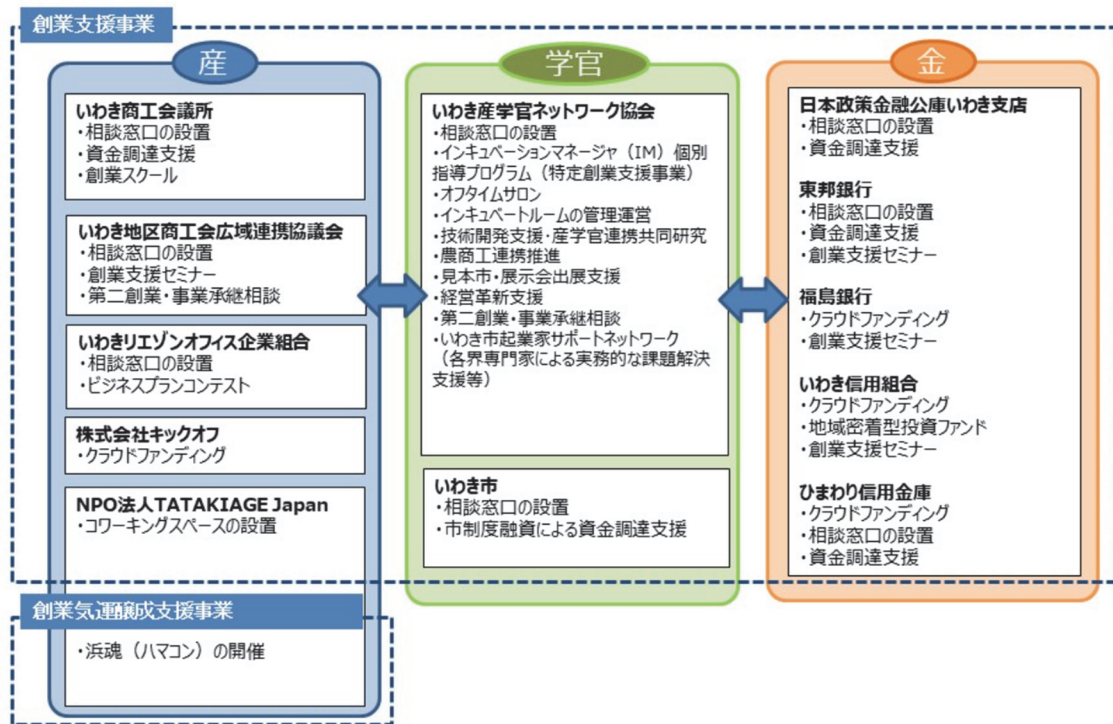 創業支援事業
産
いわき商工会議所
・相談窓口の設置
・資金調達支援
・創業スクール
いわき地区商工会広域連携協議会
・相談窓口の設置
・創業支援セミナー
・第二創業・事業承継相談
いわきリエゾンオフィス企業組合
・相談窓口の設置
・ビジネスプランコンテスト
株式会社キックオフ
・クラウドファンディング
NPO法人TATAKIAGE Japan
・コワーキングスペースの設置
創業気運醸成支援事業
・浜魂（ハマコン）の開催
学官
いわき産学官ネットワーク協会
・相談窓口の設置
・インキュベーションマネージャ（IM）個別
指導プログラム（特定創業支援事業）
・オフタイムサロン
・インキュベートルームの管理運営
・技術開発支援・産学官連携共同研究
・農商工連携推進
・見本市・展示会出展支援
・経営革新支援
・第二創業・事業承継相談
・いわき市起業家サポートネットワーク
（各界専門家による実務的な課題解決
支援等）
いわき市
・相談窓口の設置
・市制度融資による資金調達支援
金
日本政策金融公庫いわき支店
・相談窓口の設置
・資金調達支援
東邦銀行
・相談窓口の設置
・資金調達支援
・創業支援セミナー
福島銀行
・クラウドファンディング
・創業支援セミナー
いわき信用組合
・クラウドファンディング
・地域密着型投資ファンド
・創業支援セミナー
ひまわり信用金庫
・クラウドファンディング
・相談窓口の設置
・資金調達支援